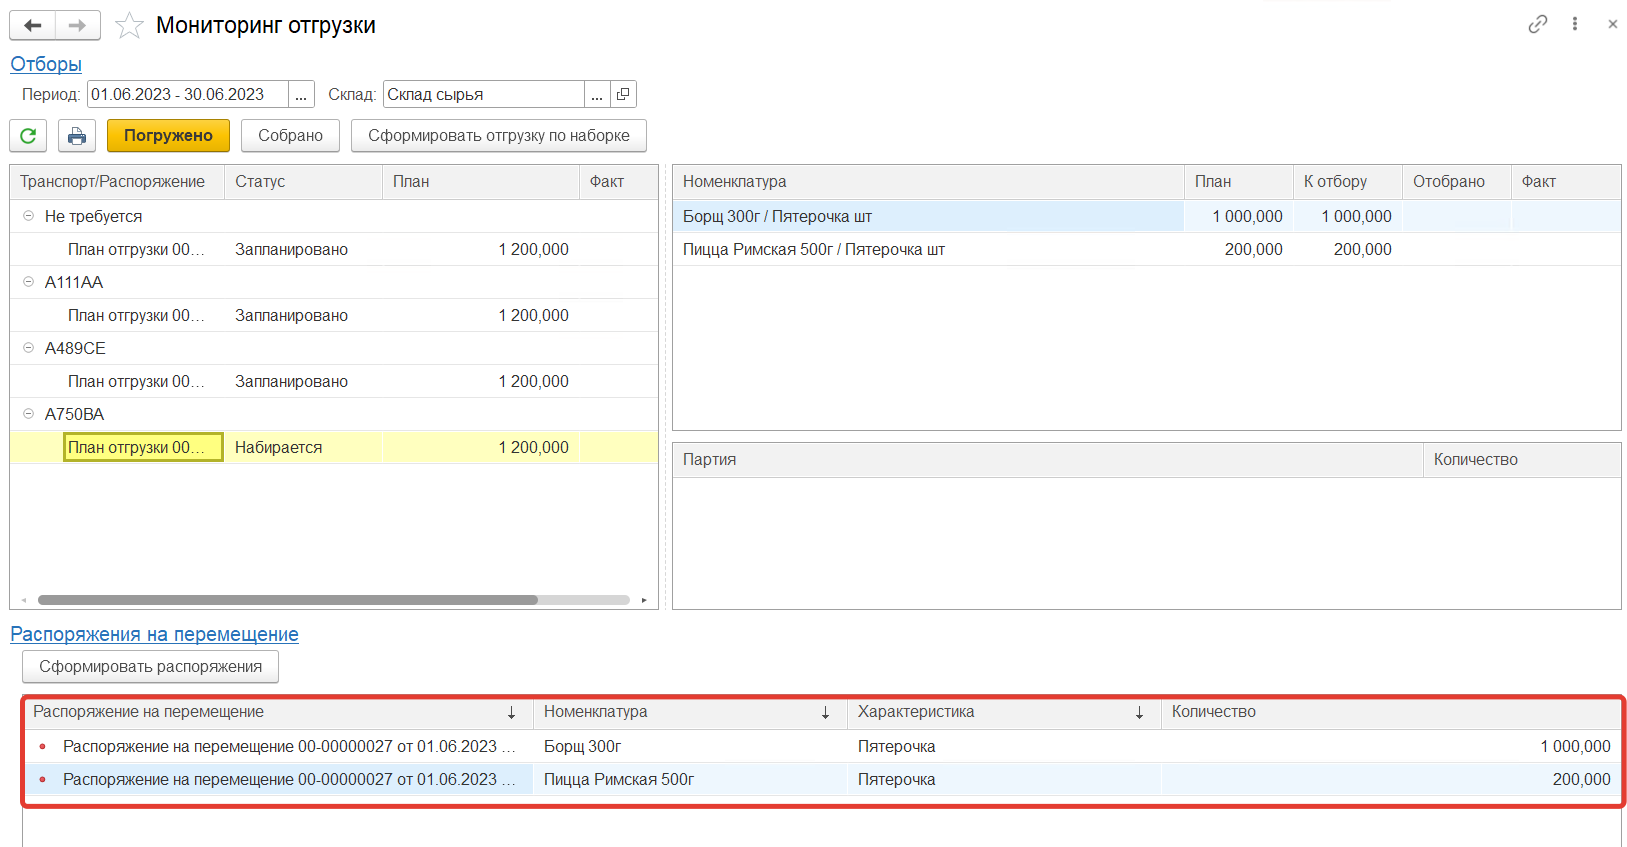 Мониторинг отгрузки
Отборы
Период: 01.06.2023 - 30.06.2023 ... Склад: Склад сырья ...
Погружено Собрано Сформировать отгрузку по наборке
Транспорт/Распоряжение Статус План Факт
Не требуется
План отгрузки 00... Запланировано 1 200,000
А111АА
План отгрузки 00... Запланировано 1 200,000
А489СЕ
План отгрузки 00... Запланировано 1 200,000
А750ВА
План отгрузки 00... Набирается 1 200,000
Номенклатура План К отбору Отобрано Факт
Борщ 300г / Пятерочка шт 1 000,000 1 000,000
Пицца Римская 500г / Пятерочка шт 200,000 200,000
Партия Количество
Распоряжения на перемещение
Сформировать распоряжения
Распоряжение на перемещение ↓ Номенклатура ↓ Характеристика ↓ Количество
Распоряжение на перемещение 00-00000027 от 01.06.2023 ... Борщ 300г Пятерочка 1 000,000
Распоряжение на перемещение 00-00000027 от 01.06.2023 ... Пицца Римская 500г Пятерочка 200,000